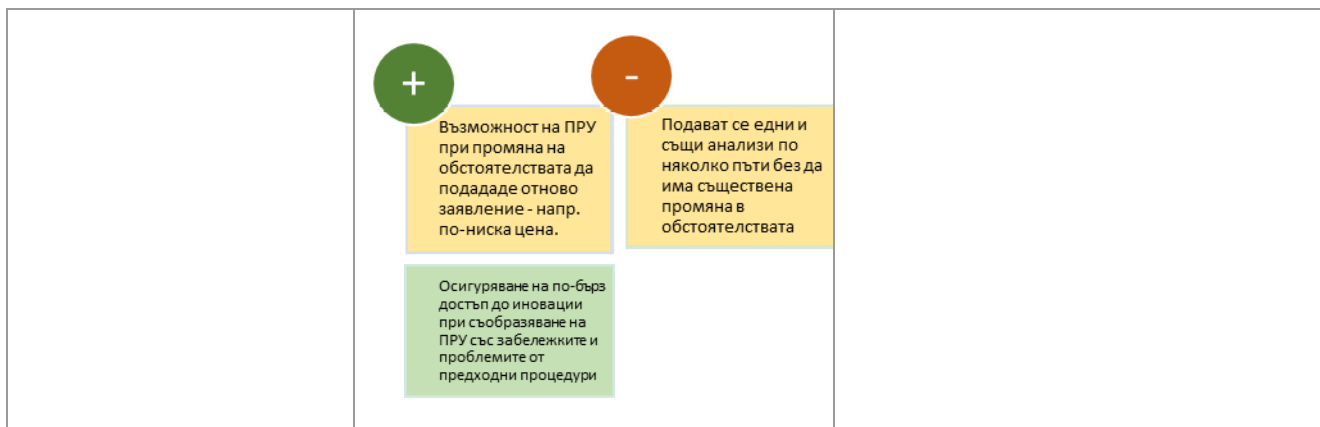 +
Възможност на ПРУ
при промяна на
обстоятелствата да
подададе отново
заявление - напр.
по-ниска цена.
Осигуряване на по-бърз
достъп до иновации
при съобразяване на
ПРУ със забележките и
проблемите от
предходни процедури
-
Подават се едни и
същи анализи по
няколко пъти без да
има съществена
промяна в
обстоятелствата